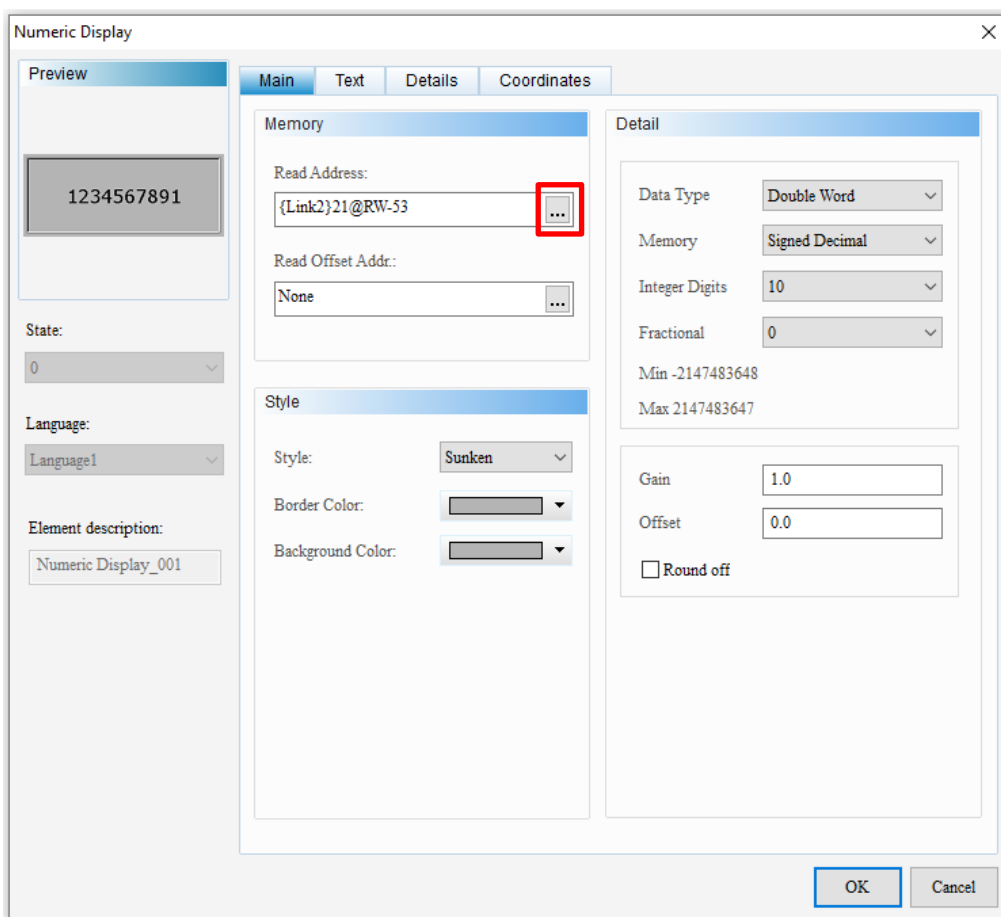 Numeric Display
Preview
1234567891
State:
0
Language:
Language1
Element description:
Numeric Display_001
Main Text Details Coordinates
Memory
Read Address:
{Link2}21@RW-53 ...
Read Offset Addr.:
None ...
Style
Style: Sunken
Border Color:
Background Color:
Detail
Data Type Double Word
Memory Signed Decimal
Integer Digits 10
Fractional 0
Min -2147483648
Max 2147483647
Gain 1.0
Offset 0.0
Round off
OK Cancel